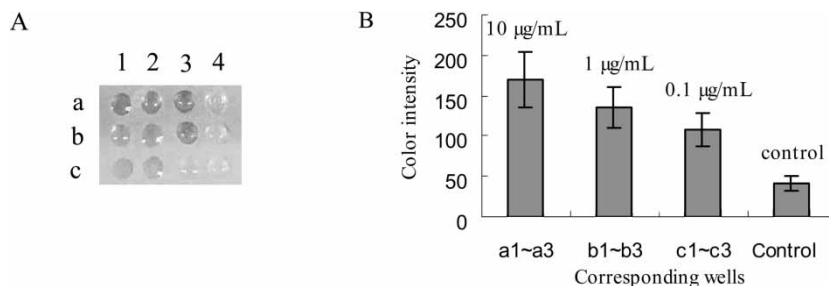 A
1 2 3 4
a
b
c
B
250
200
150
100
50
0
Color intensity
10 μg/mL
1 μg/mL
0.1 μg/mL
control
a1~a3 b1~b3 c1~c3 Control
Corresponding wells